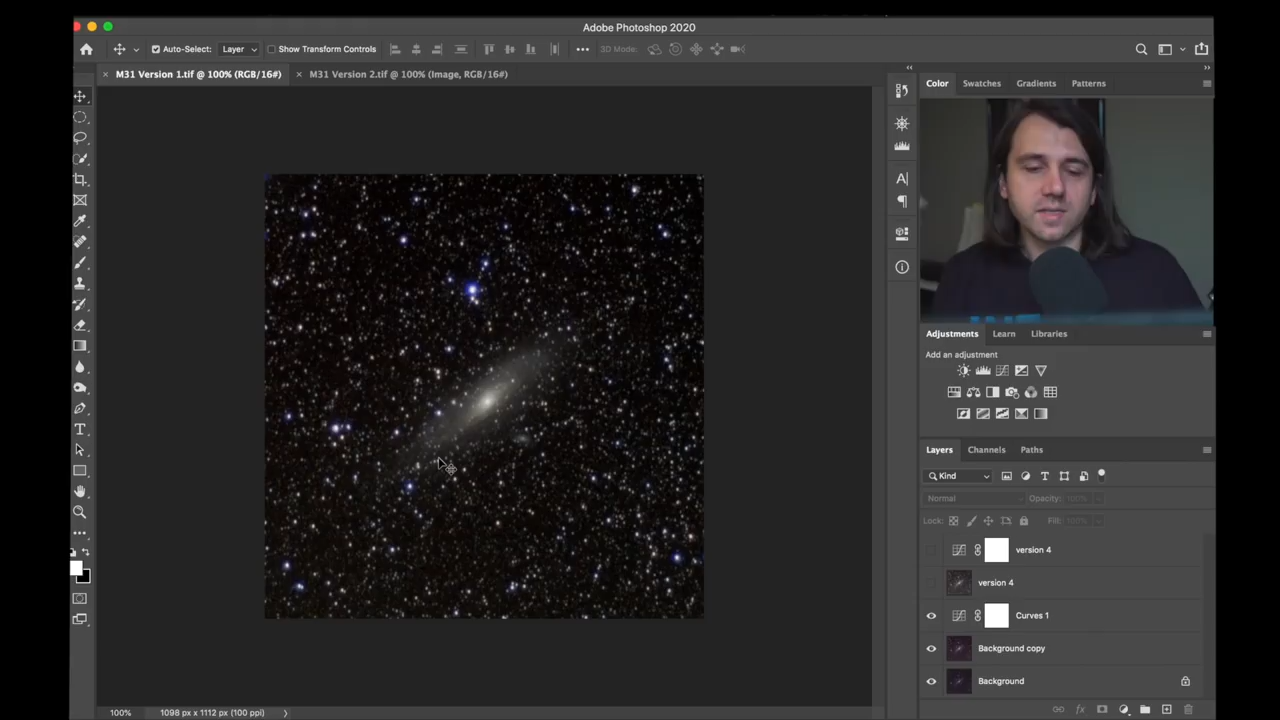 Adobe Photoshop 2020
Auto-Select: Layer Show Transform Controls 3D Mode:
M31 Version 1.tif @ 100% (RGB/16#) M31 Version 2.tif @ 100% (Image, RGB/16#)
Color Swatches Gradients Patterns
Adjustments Learn Libraries
Add an adjustment
Layers Channels Paths
Kind
Normal Opacity: 100%
Lock: Fill: 100%
version 4
version 4
Curves 1
Background copy
Background
100% 1098 px x 1112 px (100 ppi)